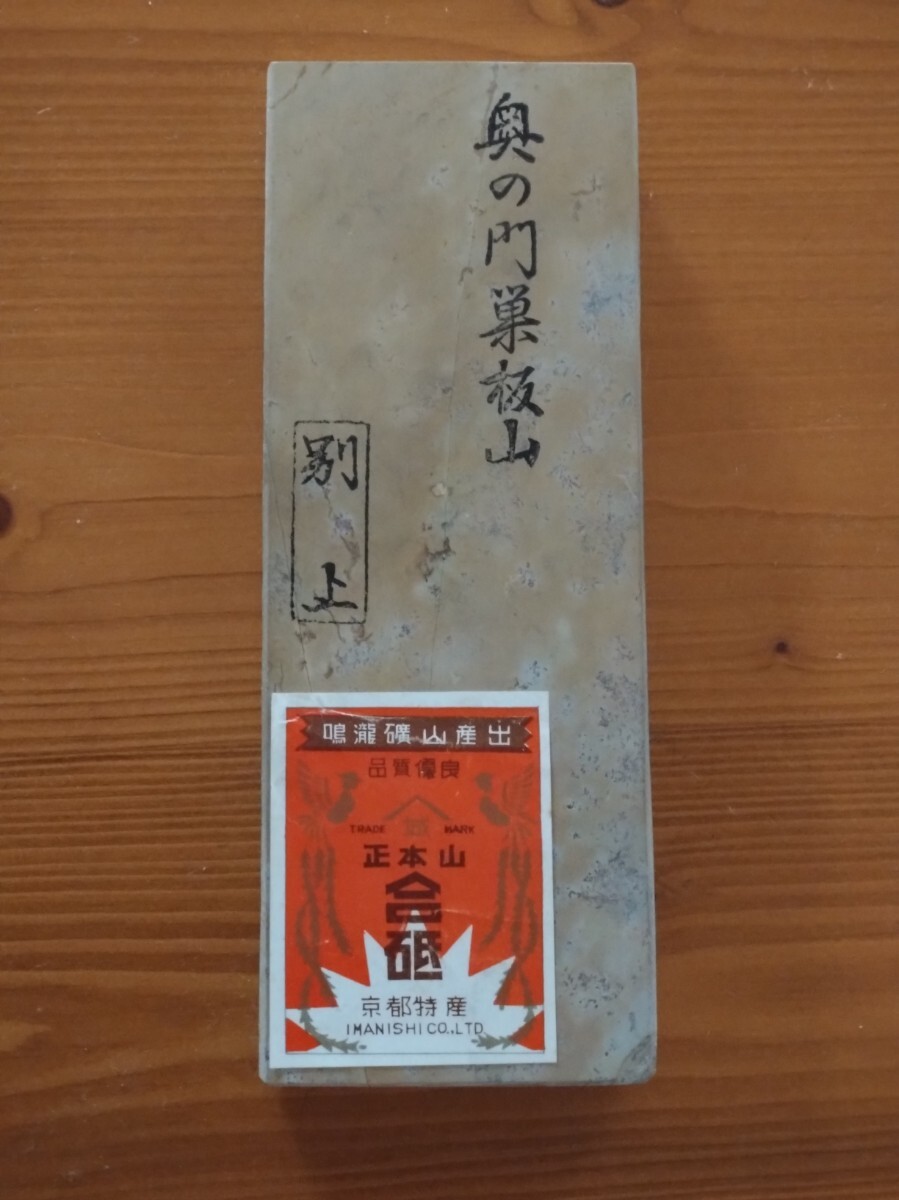 奥の門巣板山
別上
鳴瀧礦山産出
品質優良
TRADE MARK
正本山
合砥
京都特産
IMANISHI CO.,LTD